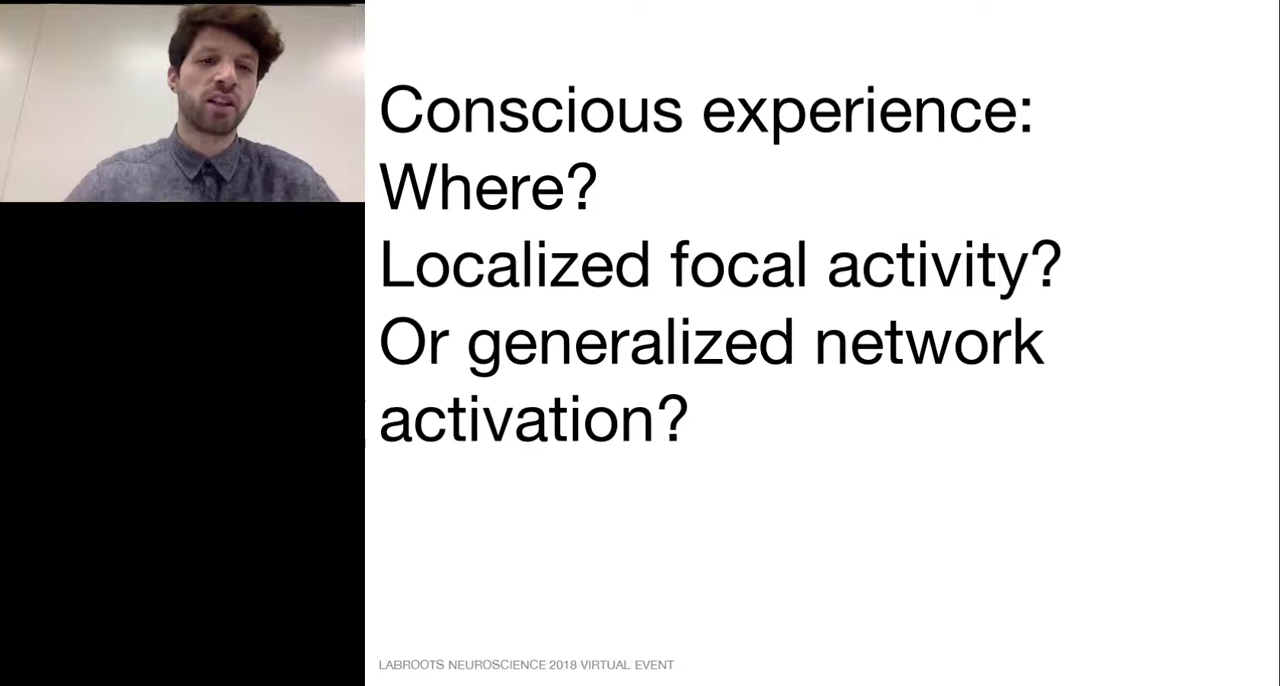 Conscious experience:
Where?
Localized focal activity?
Or generalized network
activation?
LABROOTS NEUROSCIENCE 2018 VIRTUAL EVENT